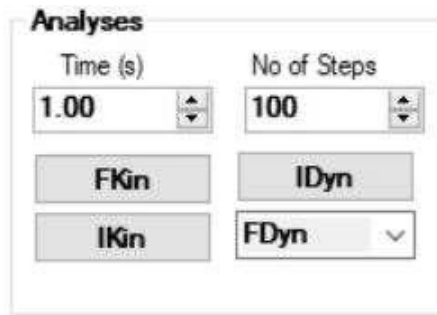 Analyses
Time (s) No of Steps
1.00 100
FKin IDyn
IKin FDyn